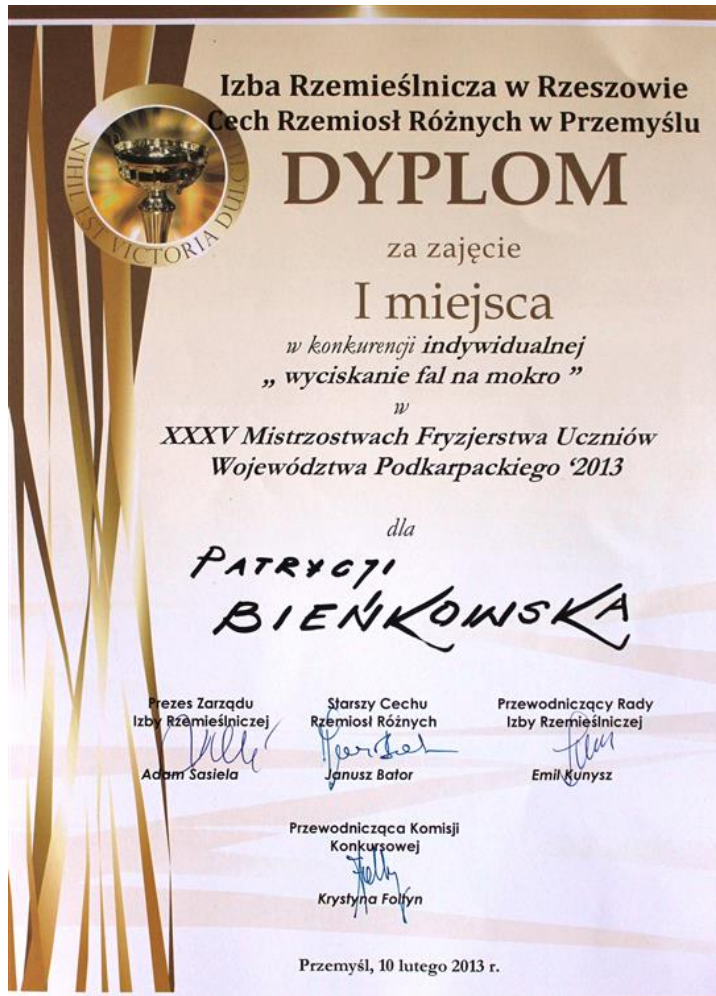 Izba Rzemieślnicza w Rzeszowie
Cech Rzemiosł Różnych w Przemyślu
NIHIL EST VICTORIA DULCIUS
DYPLOM
za zajęcie
I miejsca
w konkurencji indywidualnej
„ wyciskanie fal na mokro ”
w
XXXV Mistrzostwach Fryzjerstwa Uczniów
Województwa Podkarpackiego ‘2013
dla
PATRYCJI
BIEŃKOWSKA
Prezes Zarządu
Izby Rzemieślniczej
Adam Sasiela
Starszy Cechu
Rzemiosł Różnych
Janusz Bator
Przewodniczący Rady
Izby Rzemieślniczej
Emil Kunysz
Przewodnicząca Komisji
Konkursowej
Krystyna Folfyn
Przemyśl, 10 lutego 2013 r.